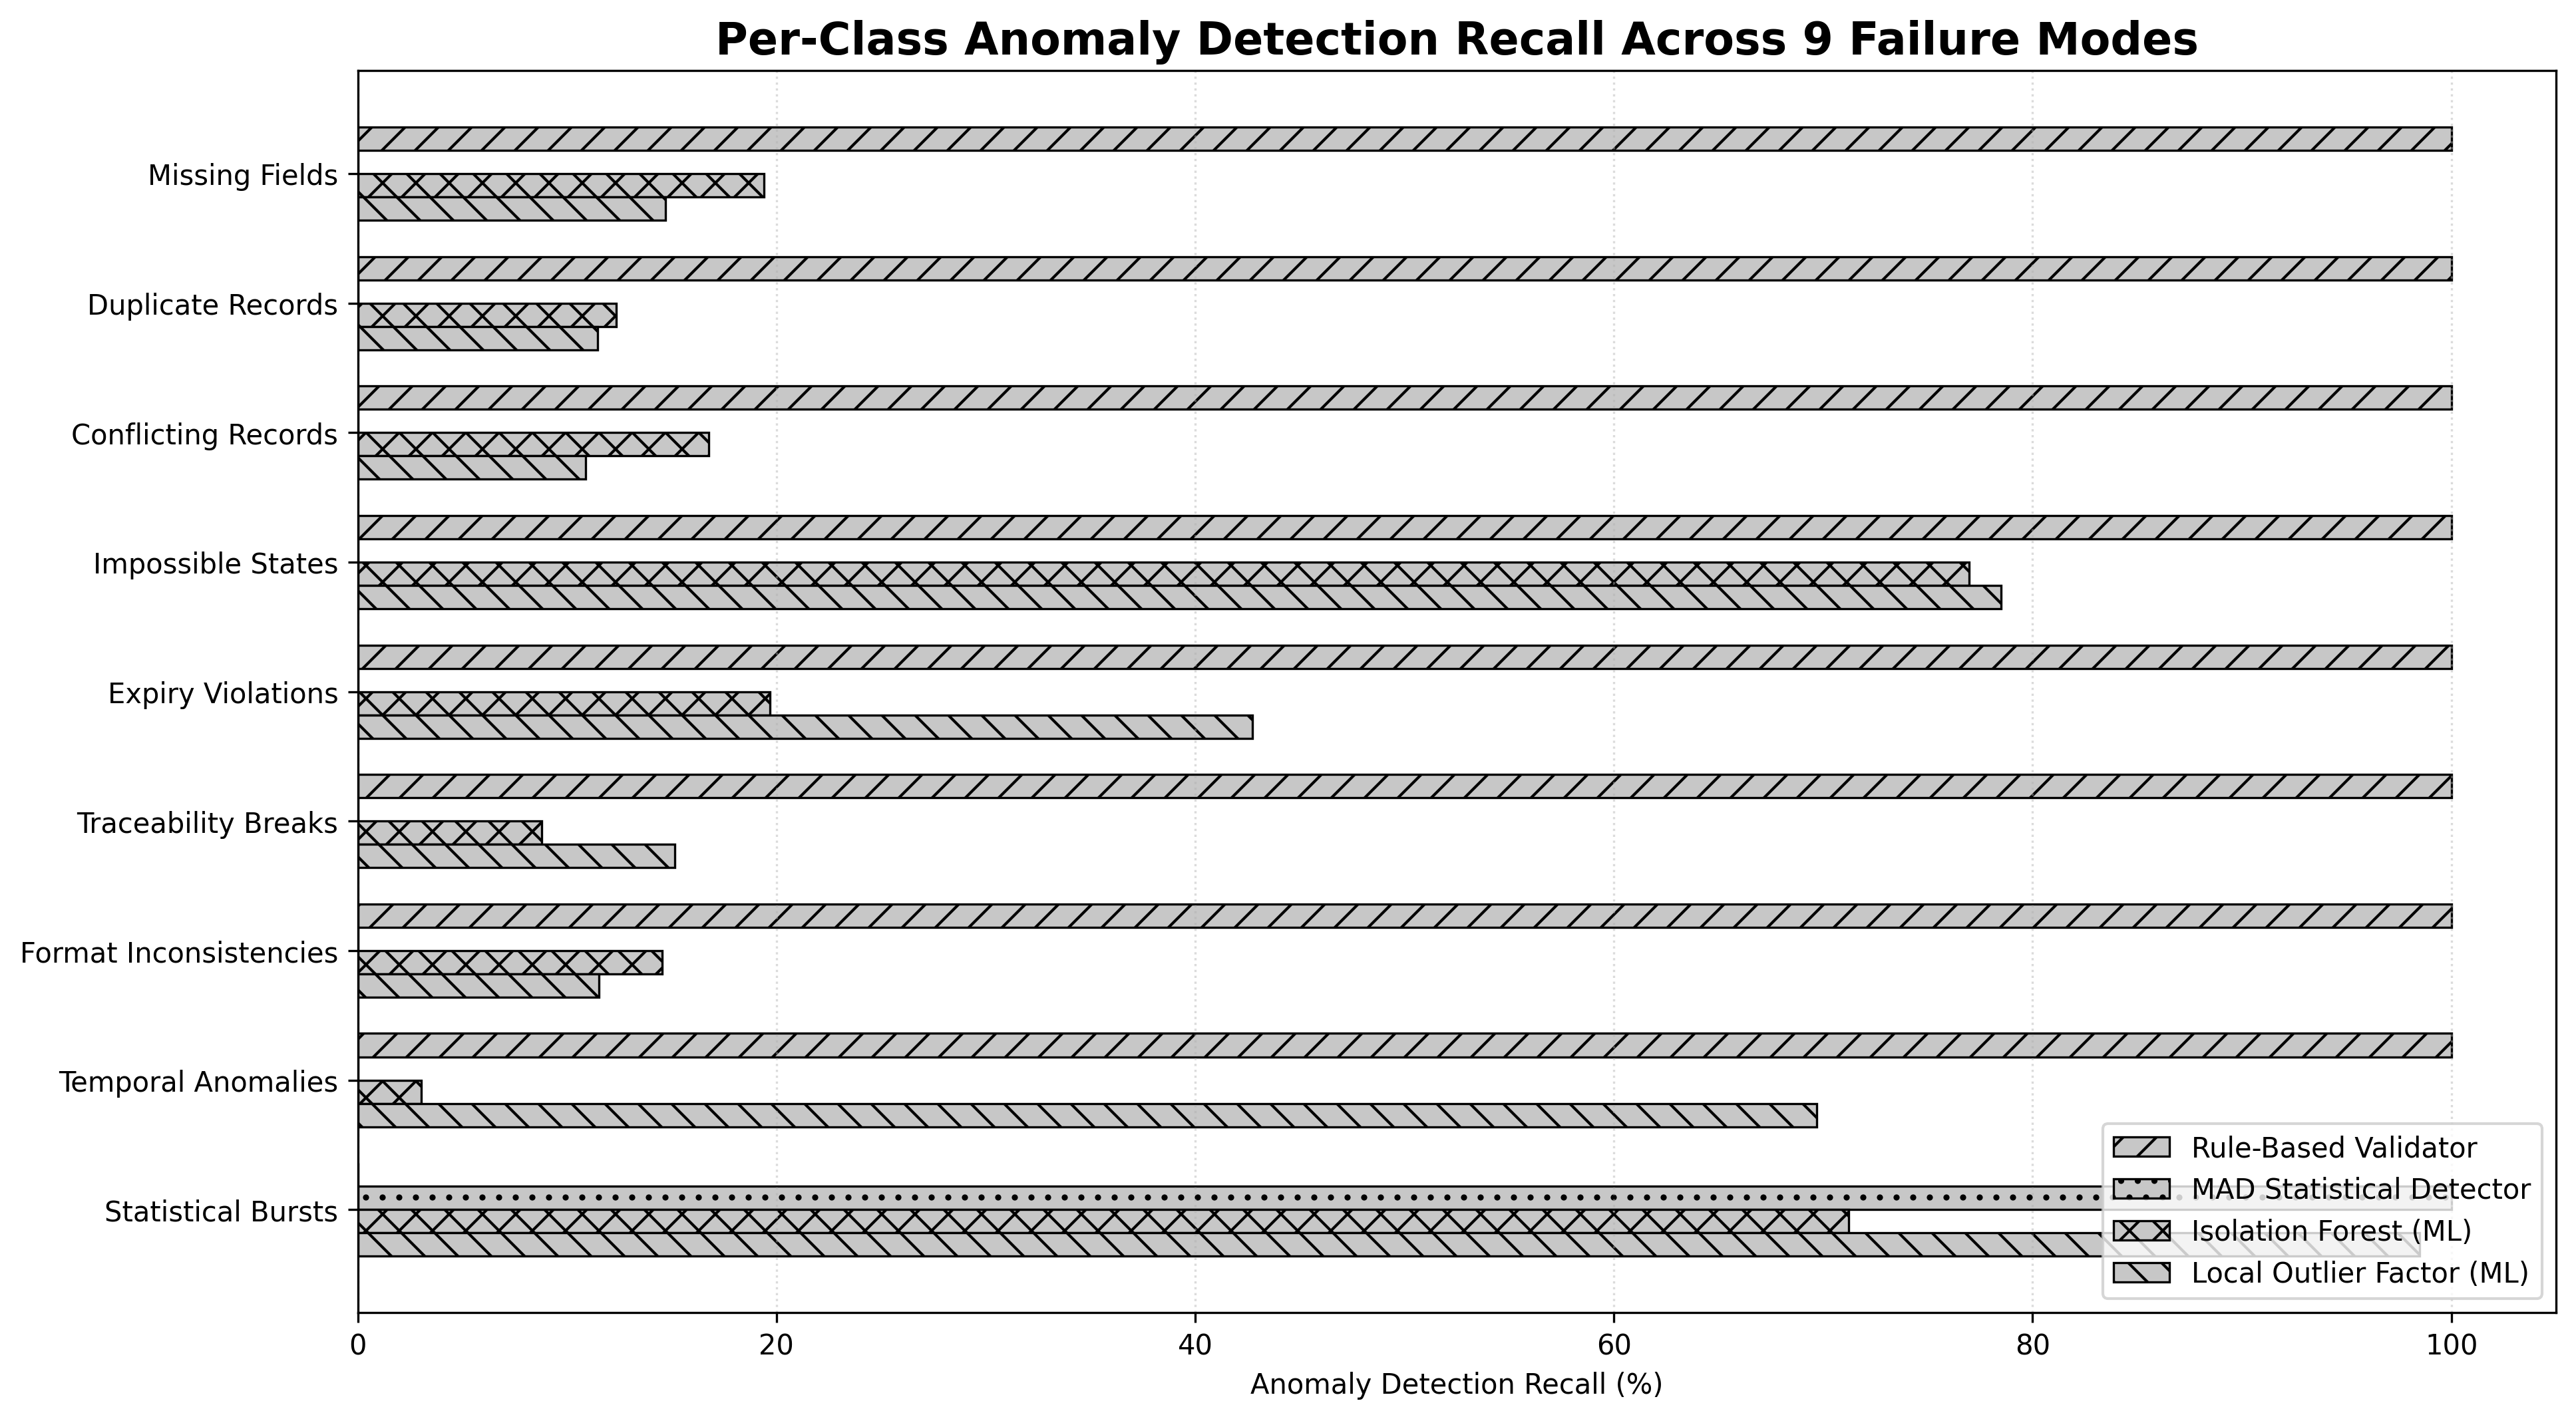 Per-Class Anomaly Detection Recall Across 9 Failure Modes
Missing Fields
Duplicate Records
Conflicting Records
Impossible States
Expiry Violations
Traceability Breaks
Format Inconsistencies
Temporal Anomalies
Statistical Bursts
Rule-Based Validator
MAD Statistical Detector
Isolation Forest (ML)
Local Outlier Factor (ML)
0 20 40 60 80 100
Anomaly Detection Recall (%)